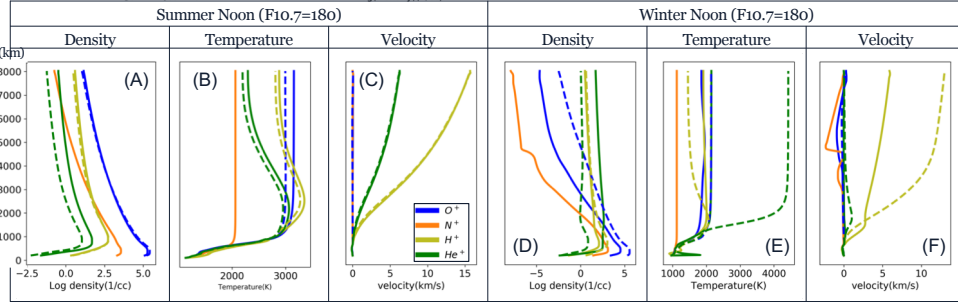 Summer Noon (F10.7=180) Winter Noon (F10.7=180)
Density Temperature Velocity Density Temperature Velocity
(km)
8000
7000
6000
5000
4000
3000
2000
1000
0
(A) (B) (C) (D) (E) (F)
O+
N+
H+
He+
−2.5 0.0 2.5 5.0 2000 3000 0 5 10 15 −5 0 5 1000 2000 3000 4000 0 10
Log density(1/cc) Temperature(K) velocity(km/s) Log density(1/cc) Temperature(K) velocity(km/s)